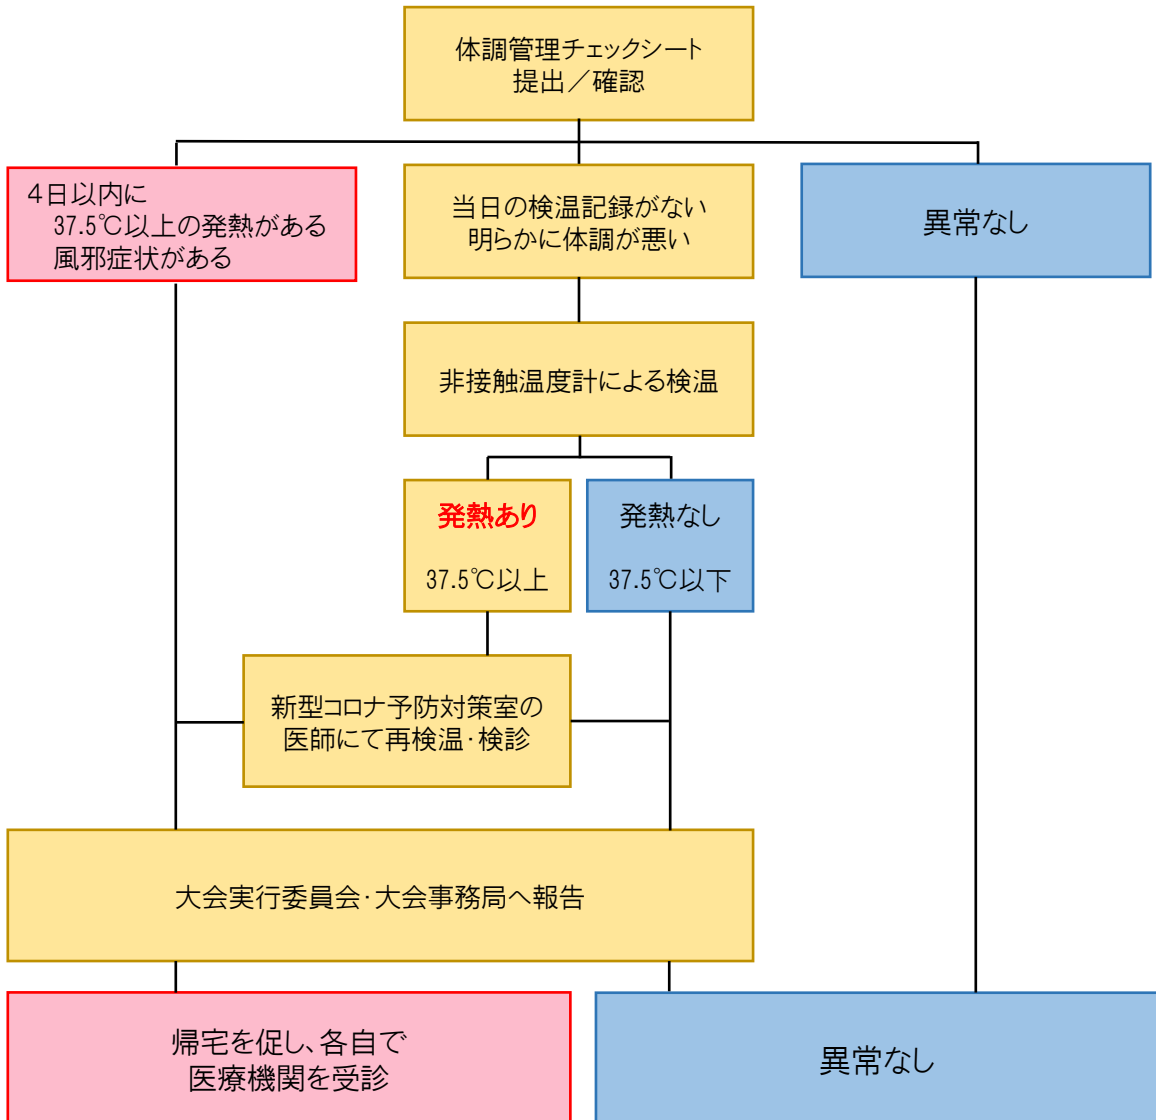 体調管理チェックシート
提出／確認
4日以内に
37.5℃以上の発熱がある
風邪症状がある
当日の検温記録がない
明らかに体調が悪い
異常なし
非接触温度計による検温
発熱あり
37.5℃以上
発熱なし
37.5℃以下
新型コロナ予防対策室の
医師にて再検温・検診
大会実行委員会・大会事務局へ報告
帰宅を促し、各自で
医療機関を受診
異常なし